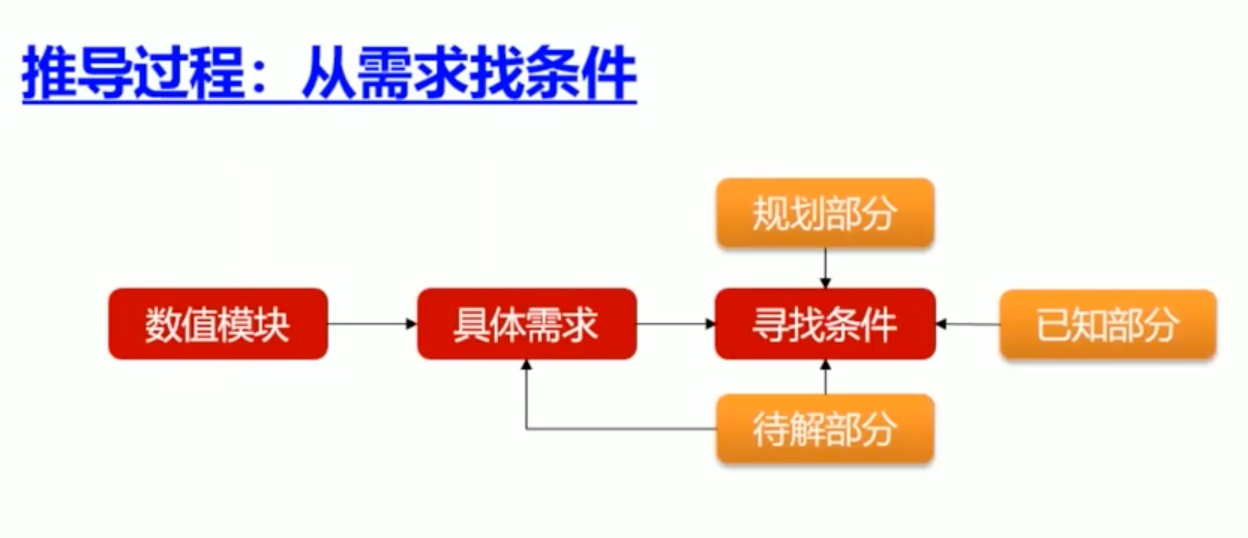 推导过程：从需求找条件
规划部分
数值模块
具体需求
寻找条件
已知部分
待解部分